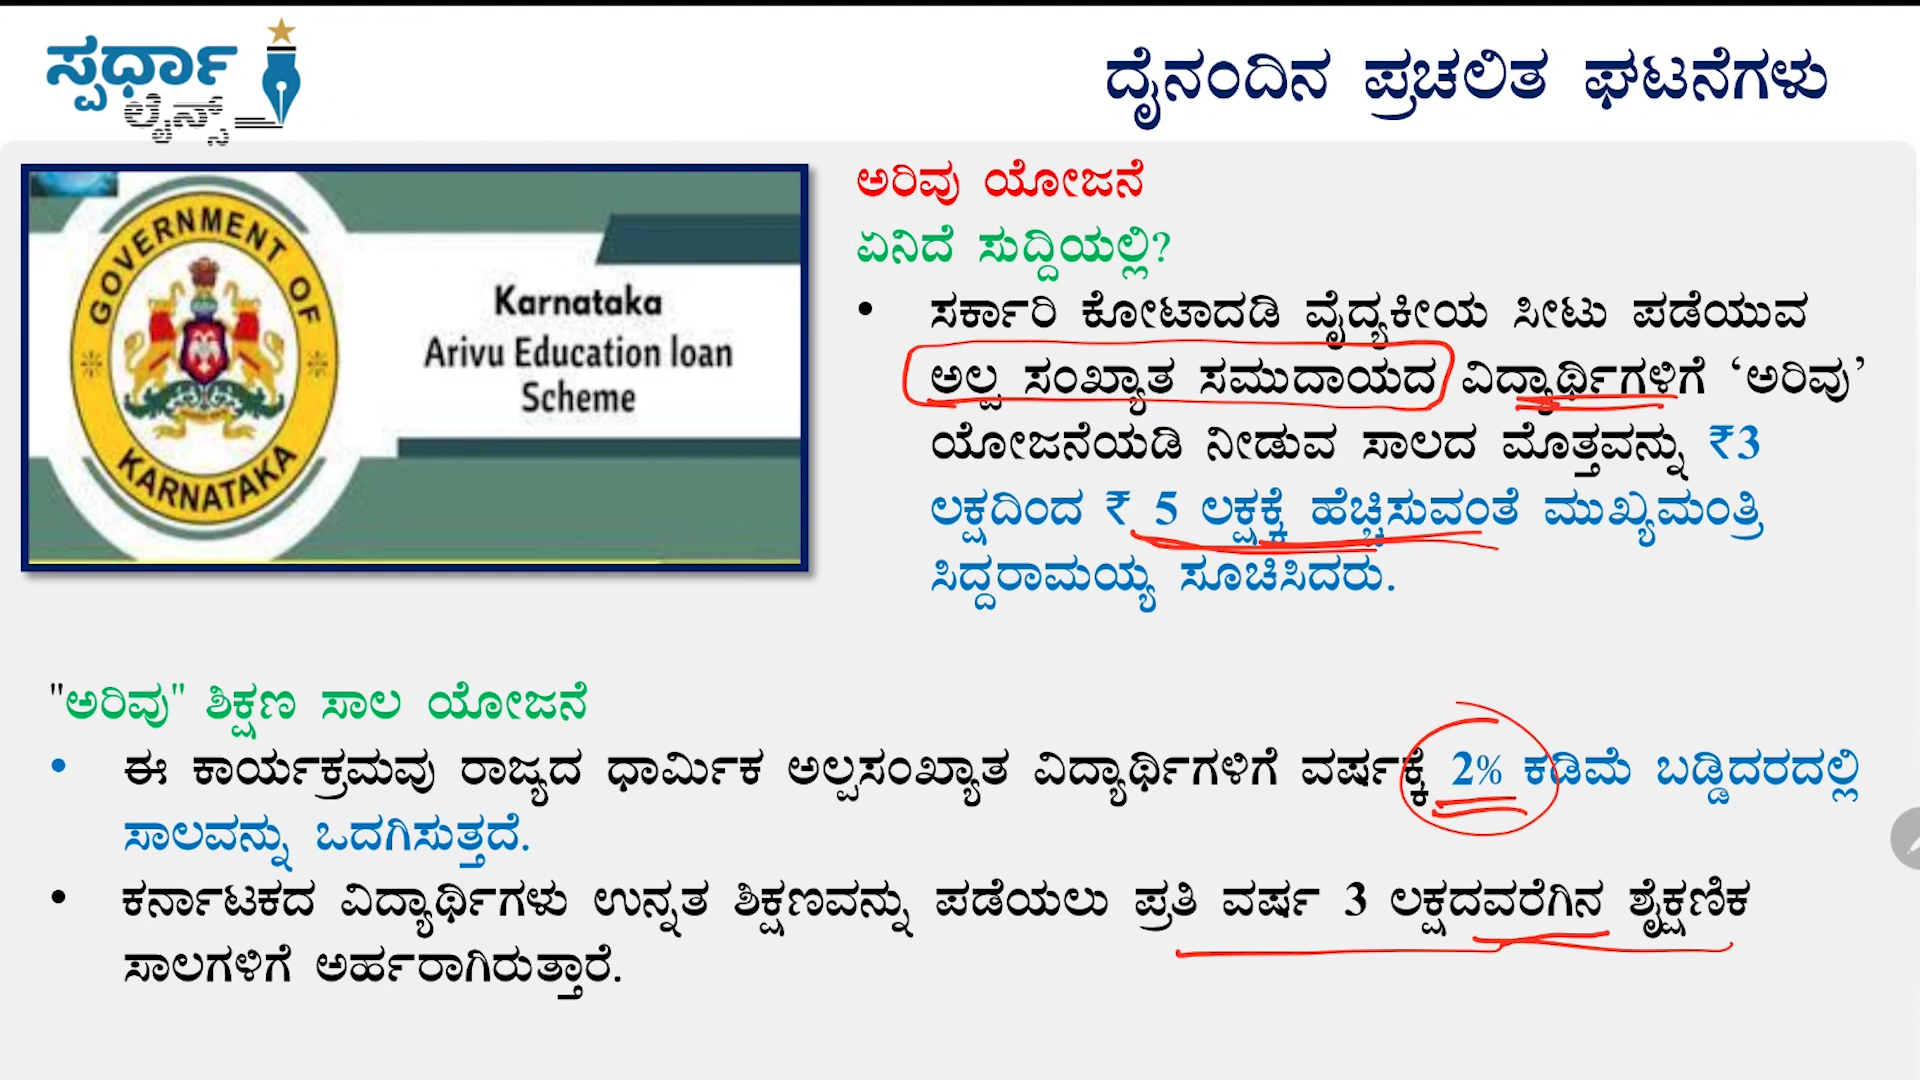 ಸ್ಪರ್ಧಾ
ಲೈನ್ಸ್
ದೈನಂದಿನ ಪ್ರಚಲಿತ ಘಟನೆಗಳು
GOVERNMENT OF
KARNATAKA
Karnataka
Arivu Education loan
Scheme
ಅರಿವು ಯೋಜನೆ
ಏನಿದೆ ಸುದ್ದಿಯಲ್ಲಿ?
• ಸರ್ಕಾರಿ ಕೋಟಾದಡಿ ವೈದ್ಯಕೀಯ ಸೀಟು ಪಡೆಯುವ
ಅಲ್ಪ ಸಂಖ್ಯಾತ ಸಮುದಾಯದ ವಿದ್ಯಾರ್ಥಿಗಳಿಗೆ ‘ಅರಿವು’
ಯೋಜನೆಯಡಿ ನೀಡುವ ಸಾಲದ ಮೊತ್ತವನ್ನು ₹3
ಲಕ್ಷದಿಂದ ₹ 5 ಲಕ್ಷಕ್ಕೆ ಹೆಚ್ಚಿಸುವಂತೆ ಮುಖ್ಯಮಂತ್ರಿ
ಸಿದ್ದರಾಮಯ್ಯ ಸೂಚಿಸಿದರು.
"ಅರಿವು" ಶಿಕ್ಷಣ ಸಾಲ ಯೋಜನೆ
• ಈ ಕಾರ್ಯಕ್ರಮವು ರಾಜ್ಯದ ಧಾರ್ಮಿಕ ಅಲ್ಪಸಂಖ್ಯಾತ ವಿದ್ಯಾರ್ಥಿಗಳಿಗೆ ವರ್ಷಕ್ಕೆ 2% ಕಡಿಮೆ ಬಡ್ಡಿದರದಲ್ಲಿ
ಸಾಲವನ್ನು ಒದಗಿಸುತ್ತದೆ.
• ಕರ್ನಾಟಕದ ವಿದ್ಯಾರ್ಥಿಗಳು ಉನ್ನತ ಶಿಕ್ಷಣವನ್ನು ಪಡೆಯಲು ಪ್ರತಿ ವರ್ಷ 3 ಲಕ್ಷದವರೆಗಿನ ಶೈಕ್ಷಣಿಕ
ಸಾಲಗಳಿಗೆ ಅರ್ಹರಾಗಿರುತ್ತಾರೆ.